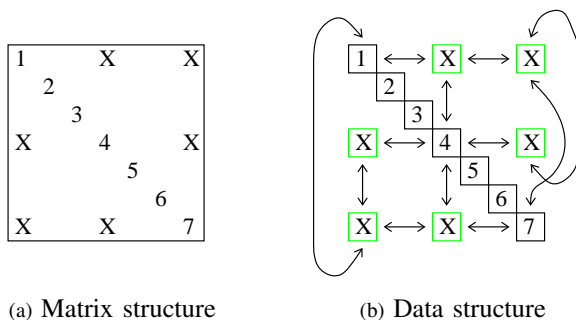 1 X X
2
3
X 4 X
5
6
X X 7
(a) Matrix structure
1 X X
2
3
X 4 X
5
6
X X 7
(b) Data structure